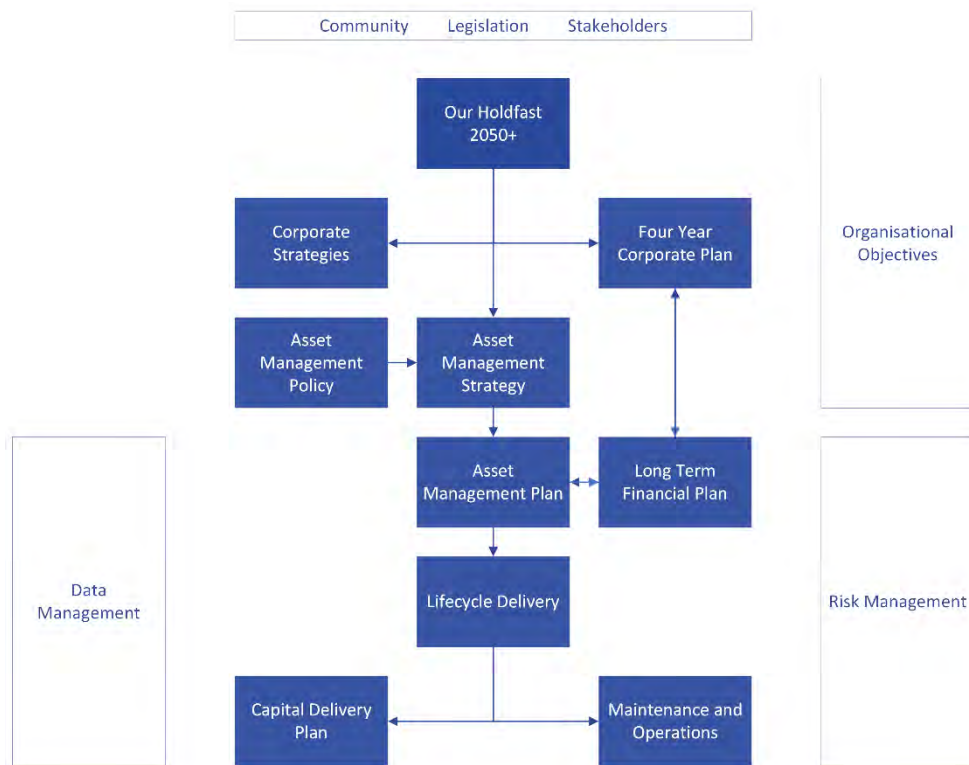 Community Legislation Stakeholders
Our Holdfast
2050+
Corporate
Strategies
Four Year
Corporate Plan
Organisational
Objectives
Asset
Management
Policy
Asset
Management
Strategy
Asset
Management Plan
Long Term
Financial Plan
Data
Management
Lifecycle Delivery
Risk Management
Capital Delivery
Plan
Maintenance and
Operations